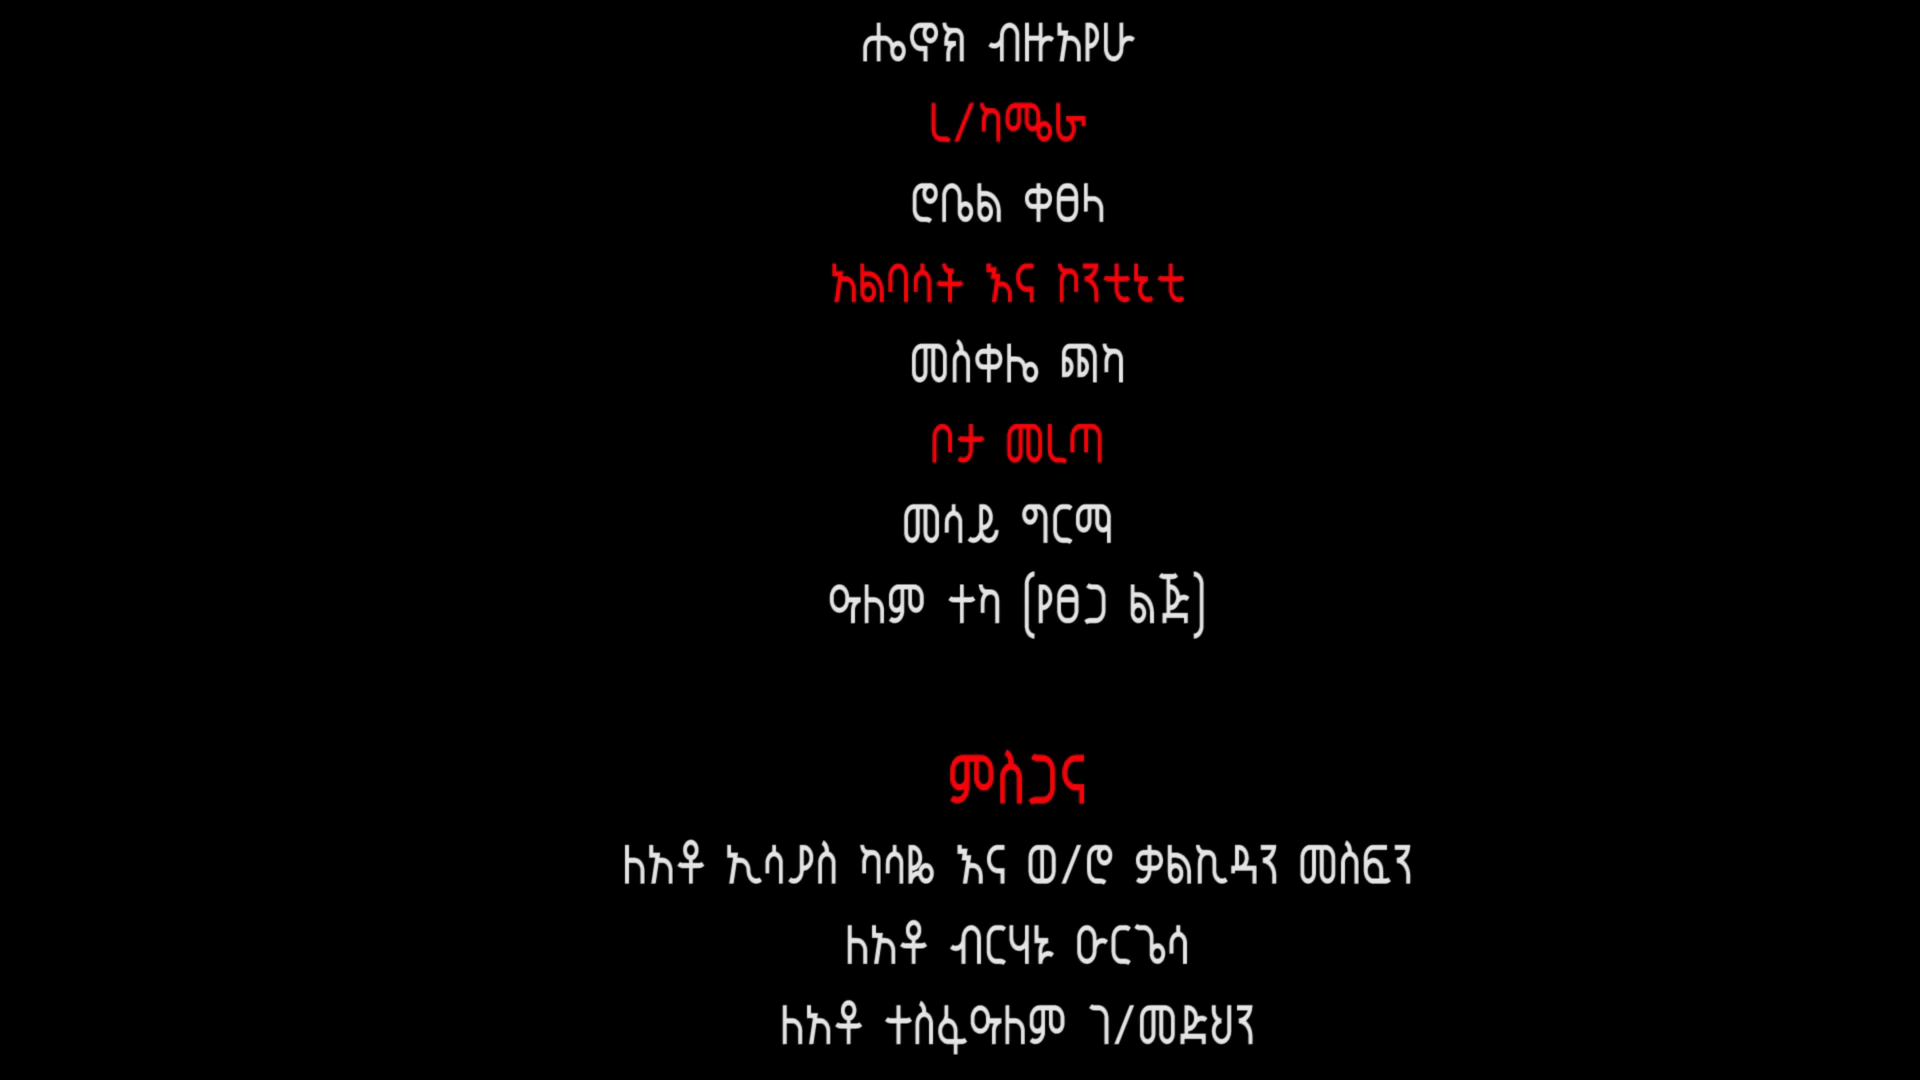 ሔኖክ ብዙአየሁ
ረ/ካሜራ
ሮቤል ቀፀላ
አልባሳት እና ኮንቲኒቲ
መስቀሌ ጫካ
ቦታ መረጣ
መሳይ ግርማ
ዓለም ተካ (የፀጋ ልጅ)
ምስጋና
ለአቶ ኢሳያስ ካሳዬ እና ወ/ሮ ቃልኪዳን መስፍን
ለአቶ ብርሃኑ ዑርጌሳ
ለአቶ ተስፋዓለም ገ/መድህን